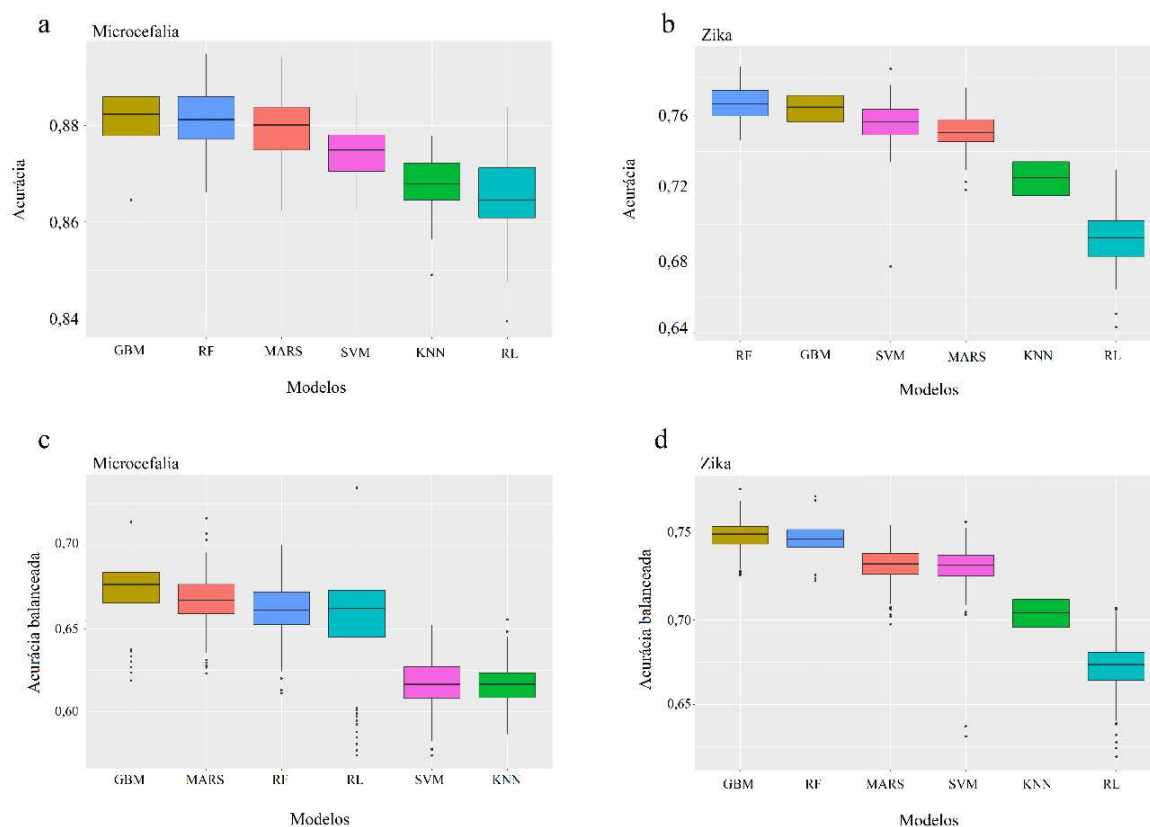 a
Microcefalia
Acurácia
0,88
0,86
0,84
GBM RF MARS SVM KNN RL
Modelos
b
Zika
Acurácia
0,76
0,72
0,68
0,64
RF GBM SVM MARS KNN RL
Modelos
c
Microcefalia
Acurácia balanceada
0,70
0,65
0,60
GBM MARS RF RL SVM KNN
Modelos
d
Zika
Acurácia balanceada
0,75
0,70
0,65
GBM RF MARS SVM KNN RL
Modelos